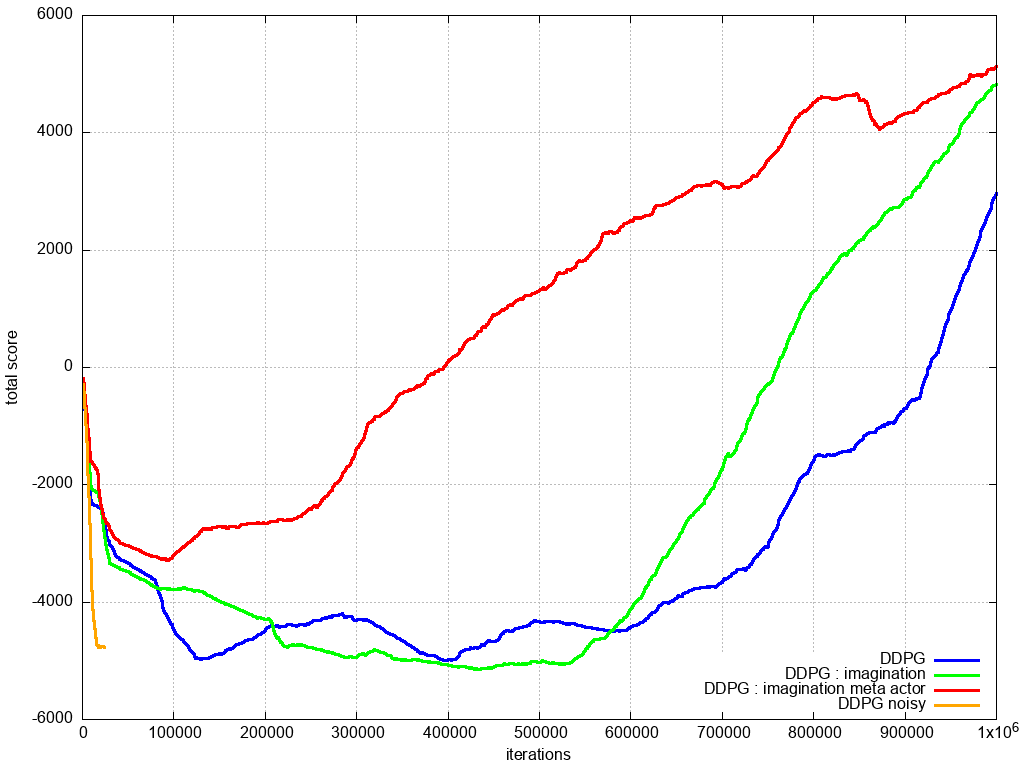 6000
4000
2000
0
-2000
-4000
-6000
total score
0
100000
200000
300000
400000
500000
600000
700000
800000
900000
1x10^6
iterations
DDPG
DDPG : imagination
DDPG : imagination meta actor
DDPG noisy